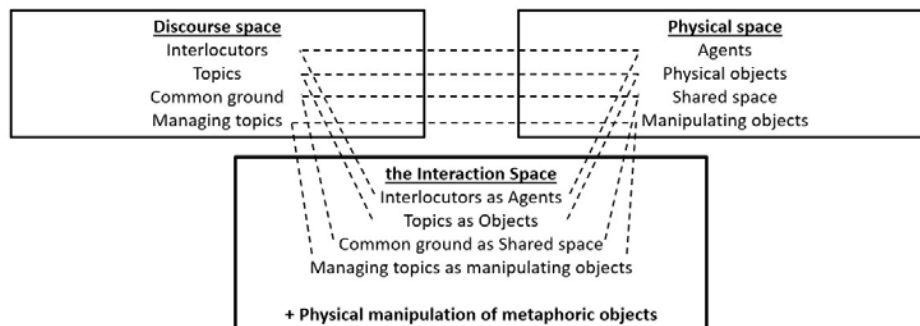 Discourse space
Interlocutors
Topics
Common ground
Managing topics
Physical space
Agents
Physical objects
Shared space
Manipulating objects
the Interaction Space
Interlocutors as Agents
Topics as Objects
Common ground as Shared space
Managing topics as manipulating objects
+ Physical manipulation of metaphoric objects